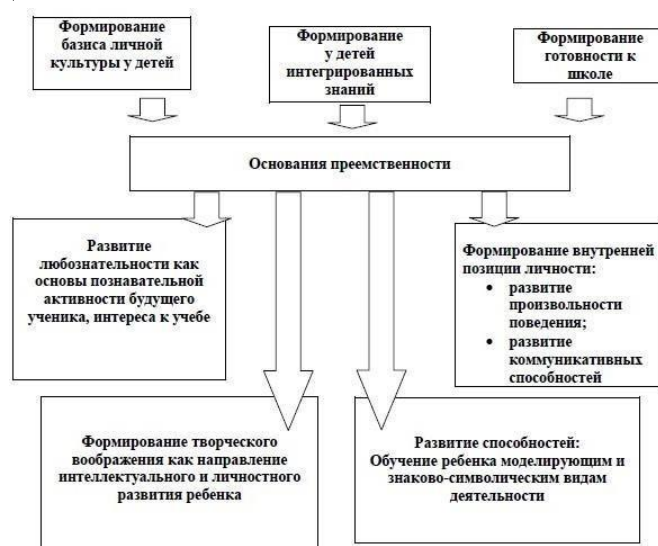 Формирование
базиса личной
культуры у детей
Формирование
у детей
интегрированных
знаний
Формирование
готовности к
школе
Основания преемственности
Развитие
любознательности как
основы познавательной
активности будущего
ученика, интереса к учебе
Формирование внутренней
позиции личности:
• развитие
произвольности
поведения;
• развитие
коммуникативных
способностей
Формирование творческого
воображения как направление
интеллектуального и личностного
развития ребенка
Развитие способностей:
Обучение ребенка моделирующим и
знаково-символическим видам
деятельности